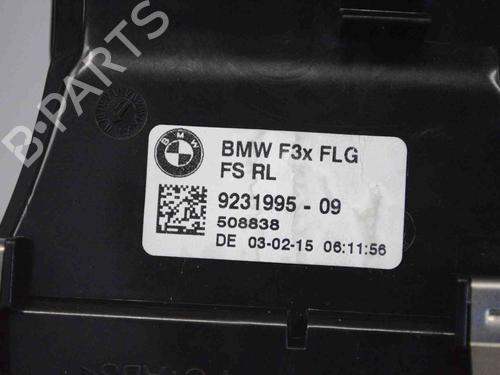 B-PARTS
BMW
BMW F3x FLG
FS RL
9231995 - 09
508838
DE 03-02-15 06:11:56